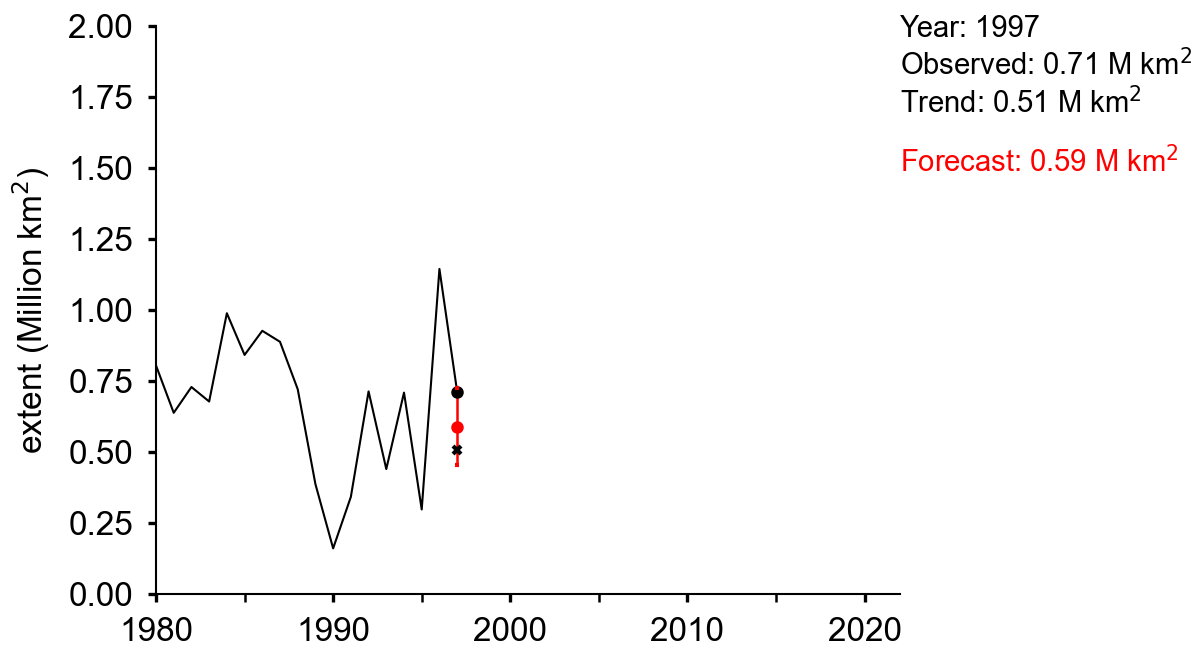 2.00
1.75
1.50
1.25
1.00
0.75
0.50
0.25
0.00
extent (Million km²)
1980 1990 2000 2010 2020
Year: 1997
Observed: 0.71 M km²
Trend: 0.51 M km²
Forecast: 0.59 M km²